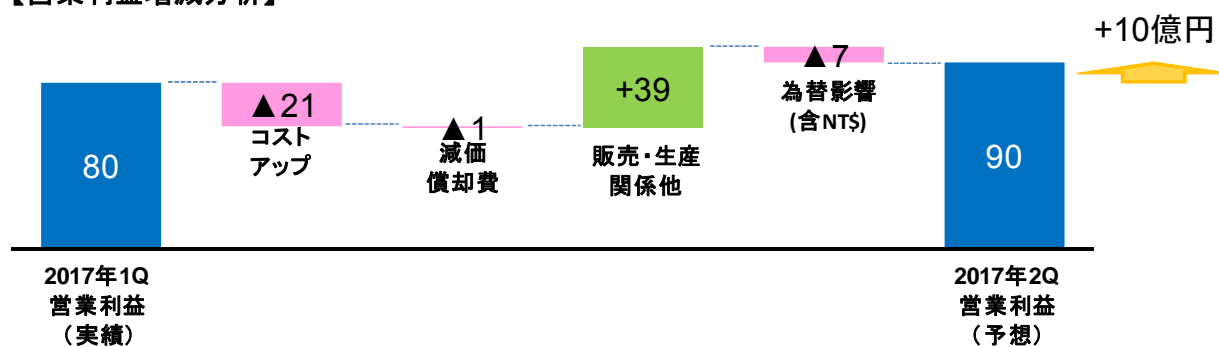 【営業利益増減分析】
+10億円
80
▲21
コスト
アップ
▲1
減価
償却費
+39
販売・生産
関係他
▲7
為替影響
(含NT$)
90
2017年1Q
営業利益
（実績）
2017年2Q
営業利益
（予想）